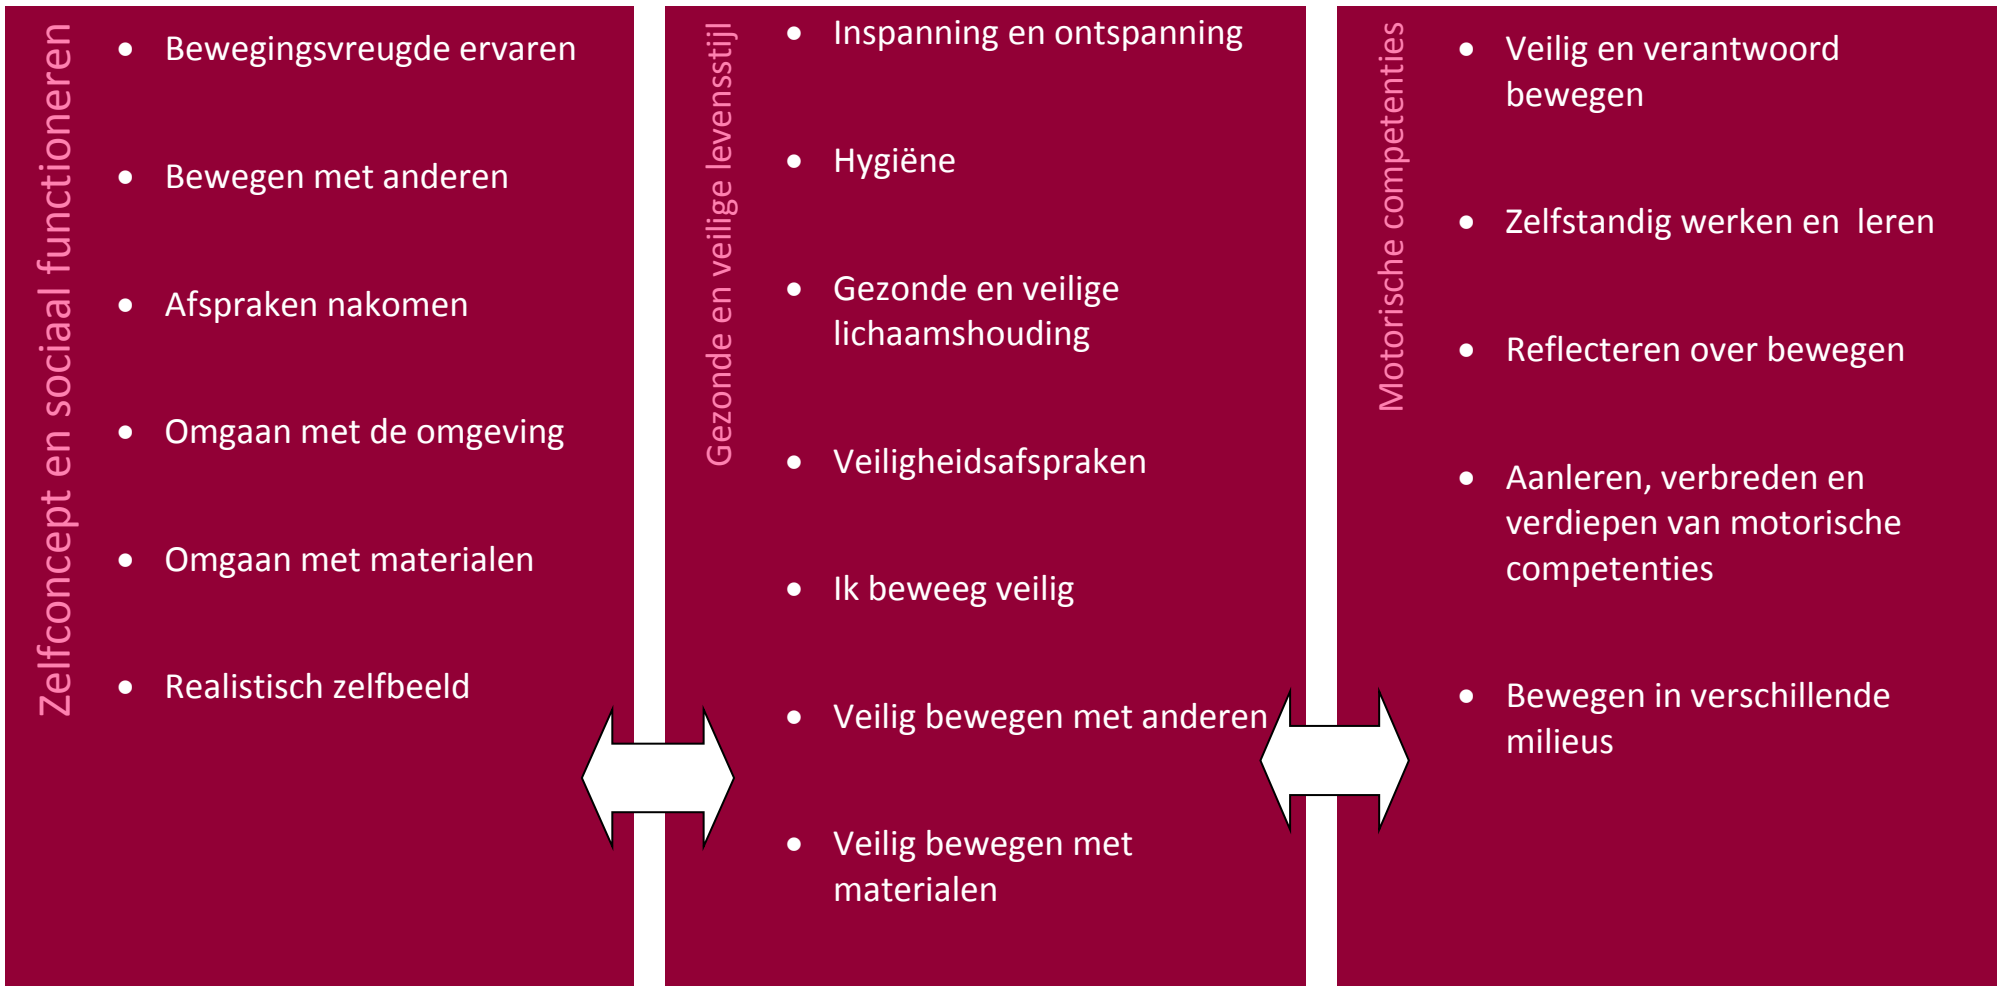 Zelfconcept en sociaal functioneren
Bewegingsvreugde ervaren
Bewegen met anderen
Afspraken nakomen
Omgaan met de omgeving
Omgaan met materialen
Realistisch zelfbeeld
Gezonde en veilige levensstijl
Inspanning en ontspanning
Hygiëne
Gezonde en veilige
lichaamshouding
Veiligheidsafspraken
Ik beweeg veilig
Veilig bewegen met anderen
Veilig bewegen met
materialen
Motorische competenties
Veilig en verantwoord
bewegen
Zelfstandig werken en  leren
Reflecteren over bewegen
Aanleren, verbreden en
verdiepen van motorische
competenties
Bewegen in verschillende
milieus